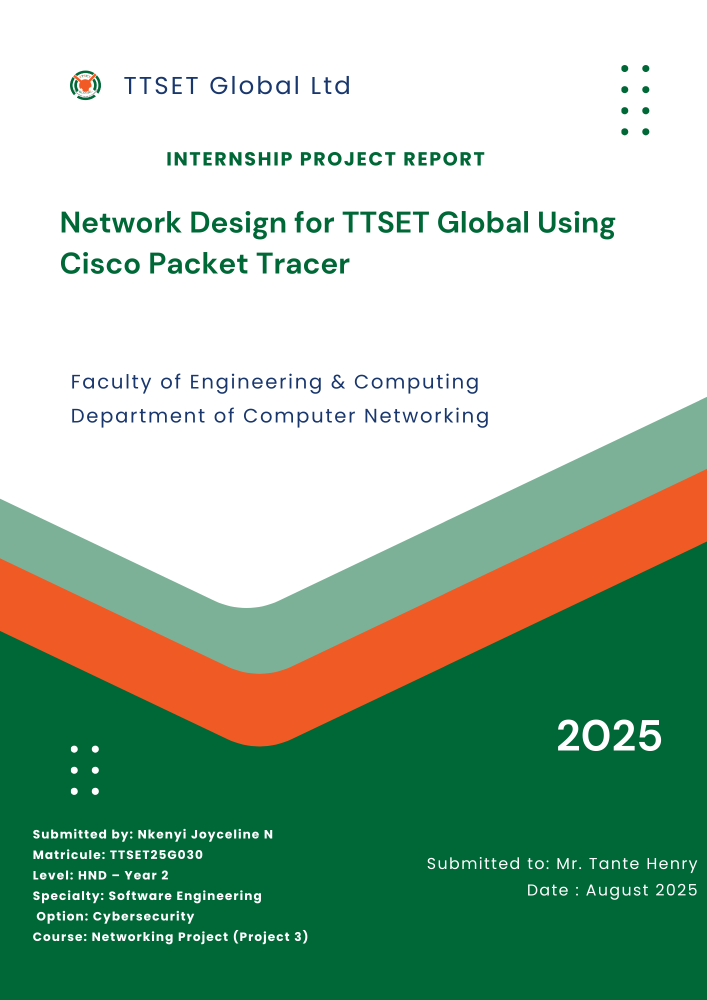 TTSET
GLOBAL
TTSET Global Ltd
INTERNSHIP PROJECT REPORT
Network Design for TTSET Global Using
Cisco Packet Tracer
Faculty of Engineering & Computing
Department of Computer Networking
2025
Submitted by: Nkenyi Joyceline N
Matricule: TTSET25G030
Level: HND – Year 2
Specialty: Software Engineering
Option: Cybersecurity
Course: Networking Project (Project 3)
Submitted to: Mr. Tante Henry
Date : August 2025